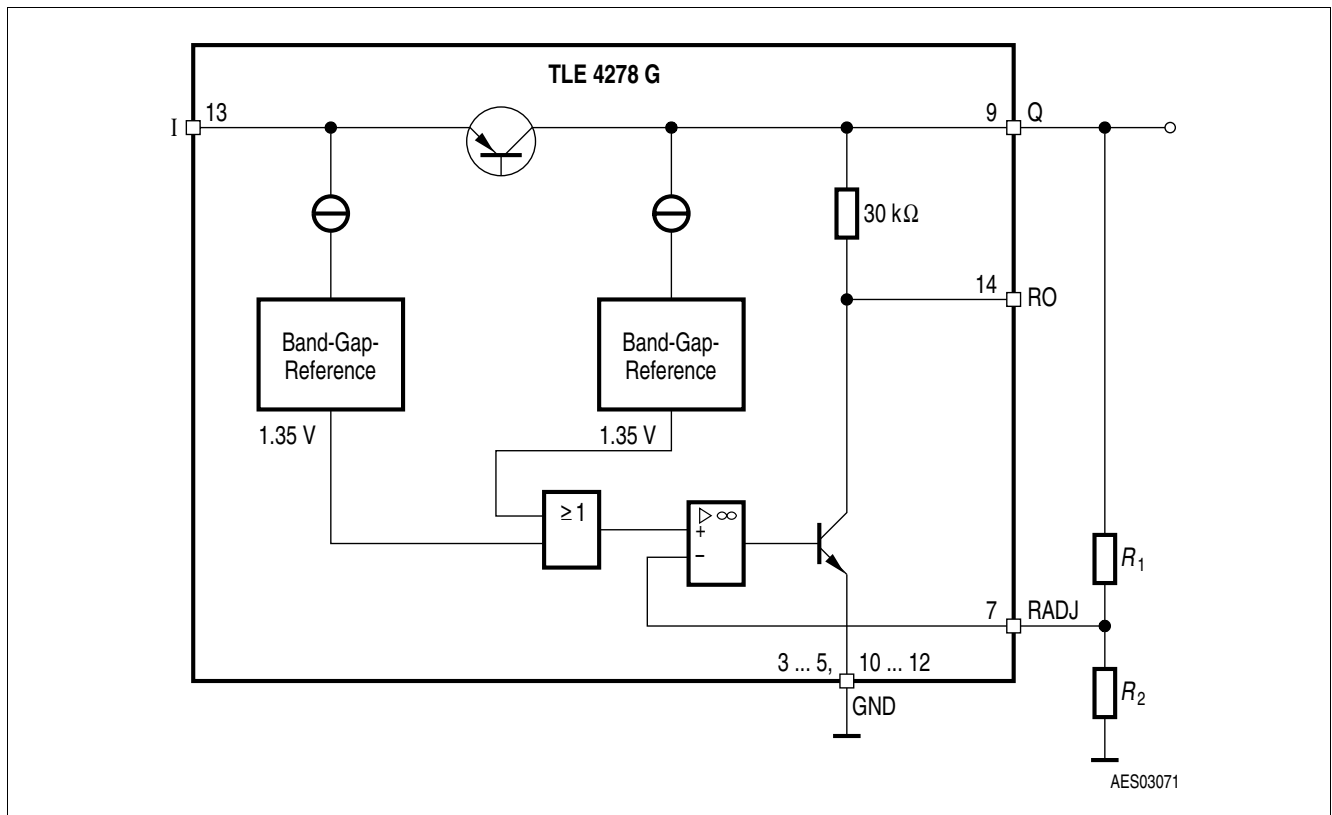 TLE 4278 G
I
13
9
Q
30 kΩ
14
RO
Band-Gap-
Reference
Band-Gap-
Reference
1.35 V
1.35 V
≥1
▷ ∞
+
−
R1
7
RADJ
3 ... 5,
10 ... 12
GND
R2
AES03071